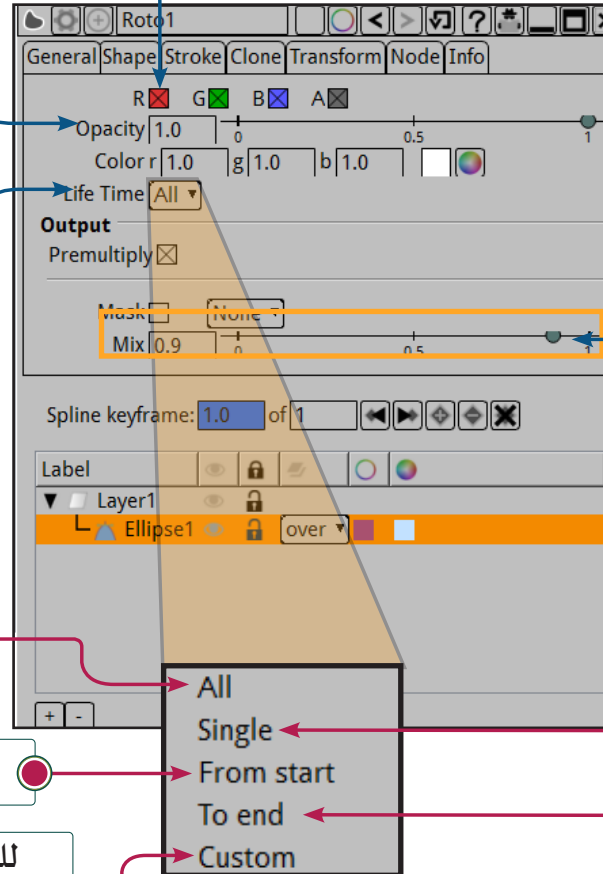 Roto1
General Shape Stroke Clone Transform Node Info
R G B A
Opacity 1.0 0 0.5 1
Color r 1.0 g 1.0 b 1.0
Life Time All
Output
Premultiply
Mask None
Mix 0.9 0 0.5 1
Spline keyframe: 1.0 of 1
Label
Layer1
Ellipse1 over
+ -
All
Single
From start
To end
Custom